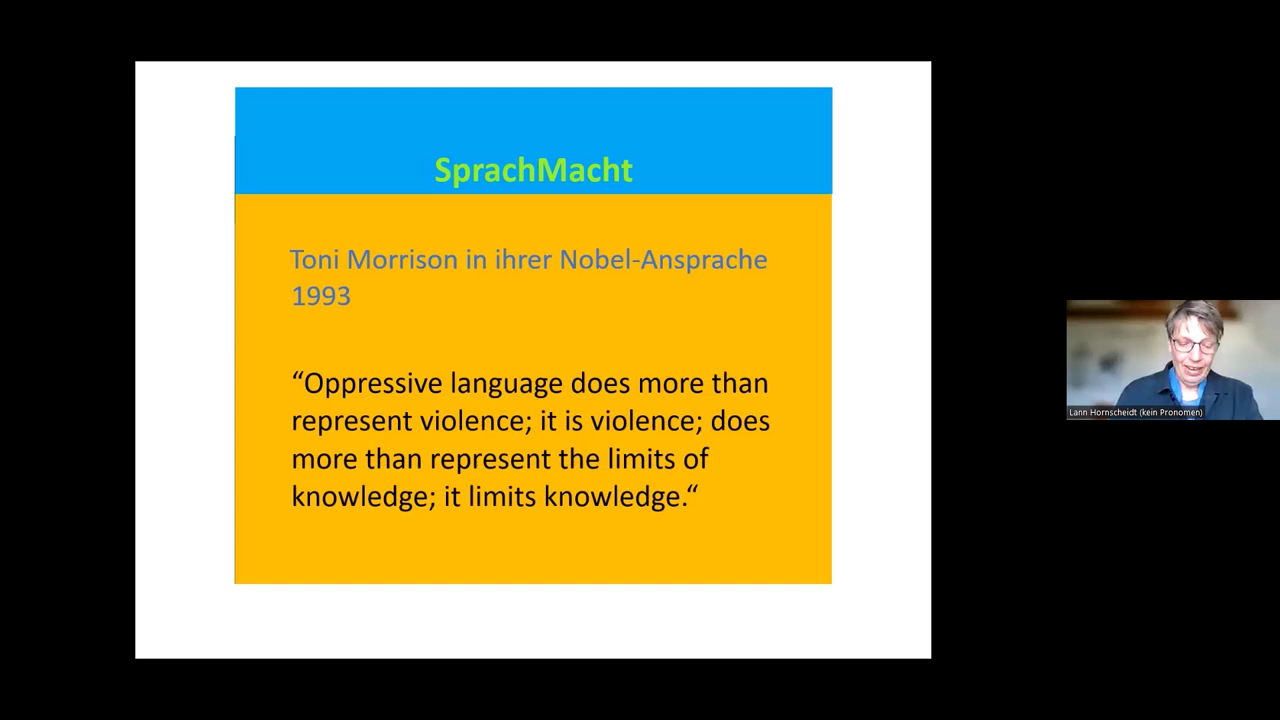 SprachMacht
Toni Morrison in ihrer Nobel-Ansprache
1993
“Oppressive language does more than
represent violence; it is violence; does
more than represent the limits of
knowledge; it limits knowledge.“
Lann Hornscheidt (kein Pronomen)